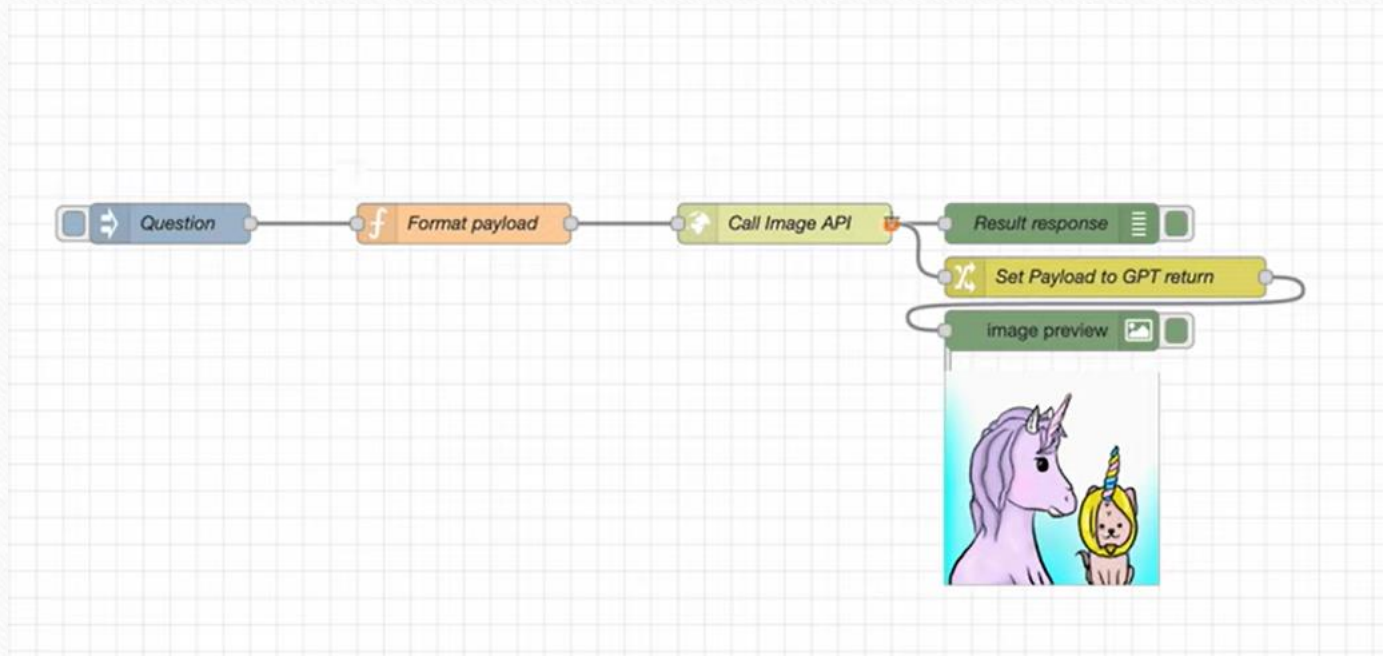 Question
Format payload
Call Image API
Result response
Set Payload to GPT return
image preview